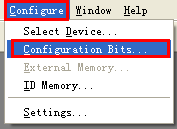 Configure Window Help
Select Device...
Configuration Bits...
External Memory...
ID Memory...
Settings...